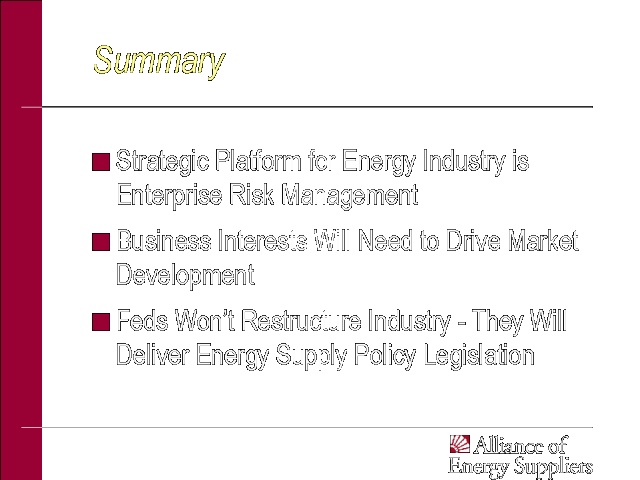 Summary
Strategic Platform for Energy Industry is
Enterprise Risk Management
Business Interests Will Need to Drive Market
Development
Feds Won't Restructure Industry - They Will
Deliver Energy Supply Policy Legislation
Alliance of
Energy Suppliers